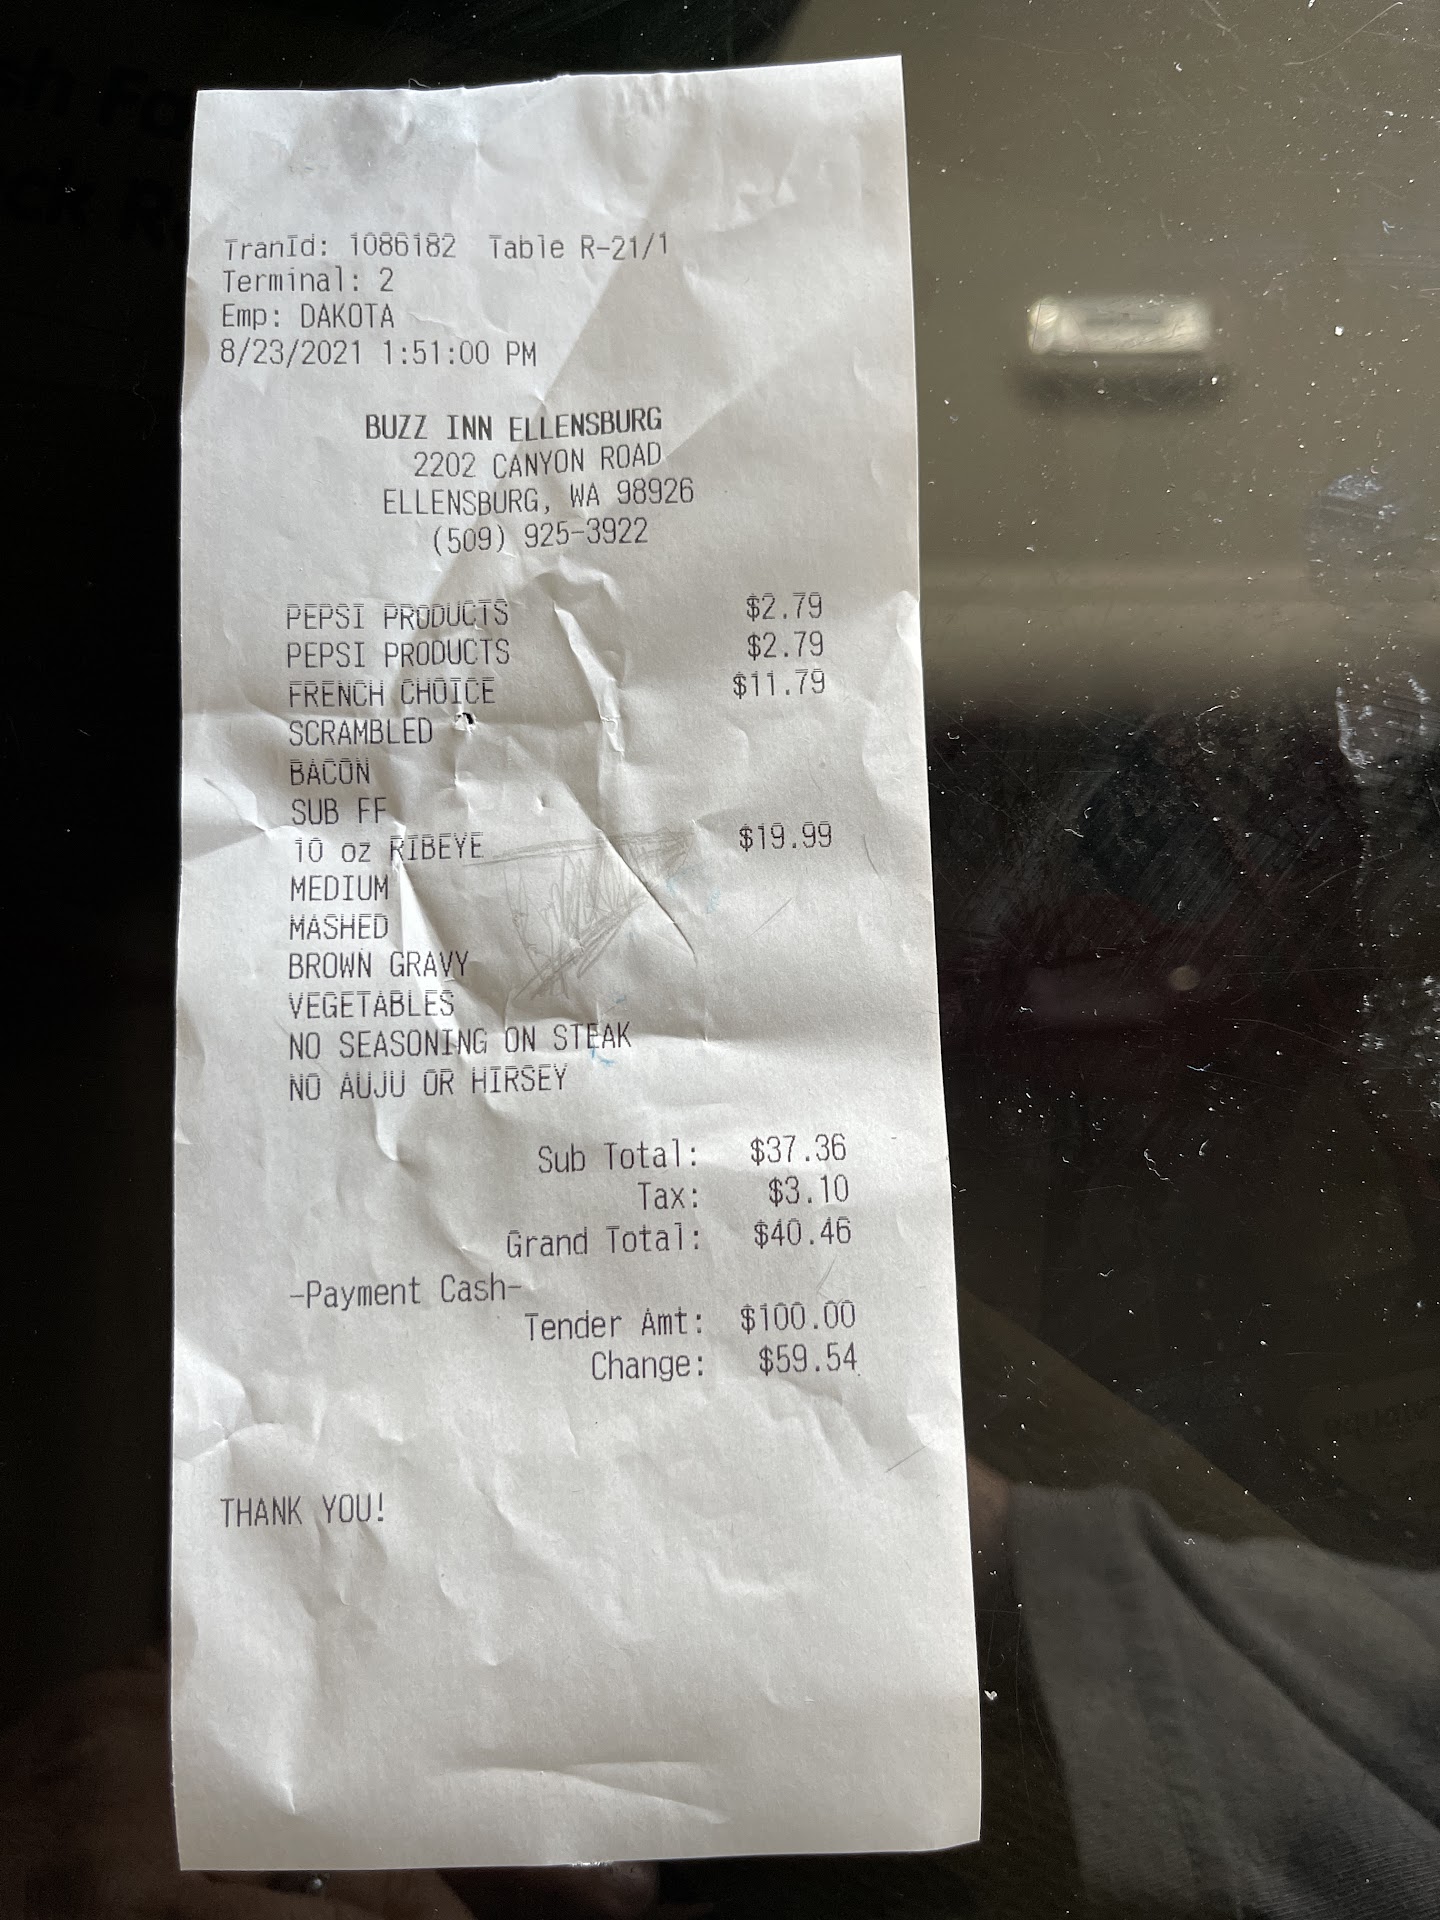 TranId: 1086182 Table R-21/1
Terminal: 2
Emp: DAKOTA
8/23/2021 1:51:00 PM
BUZZ INN ELLENSBURG
2202 CANYON ROAD
ELLENSBURG, WA 98926
(509) 925-3922
PEPSI PRODUCTS $2.79
PEPSI PRODUCTS $2.79
FRENCH CHOICE $11.79
SCRAMBLED
BACON
SUB FF
10 oz RIBEYE $19.99
MEDIUM
MASHED
BROWN GRAVY
VEGETABLES
NO SEASONING ON STEAK
NO AUJU OR HIRSEY
Sub Total: $37.36
Tax: $3.10
Grand Total: $40.46
-Payment Cash-
Tender Amt: $100.00
Change: $59.54
THANK YOU!